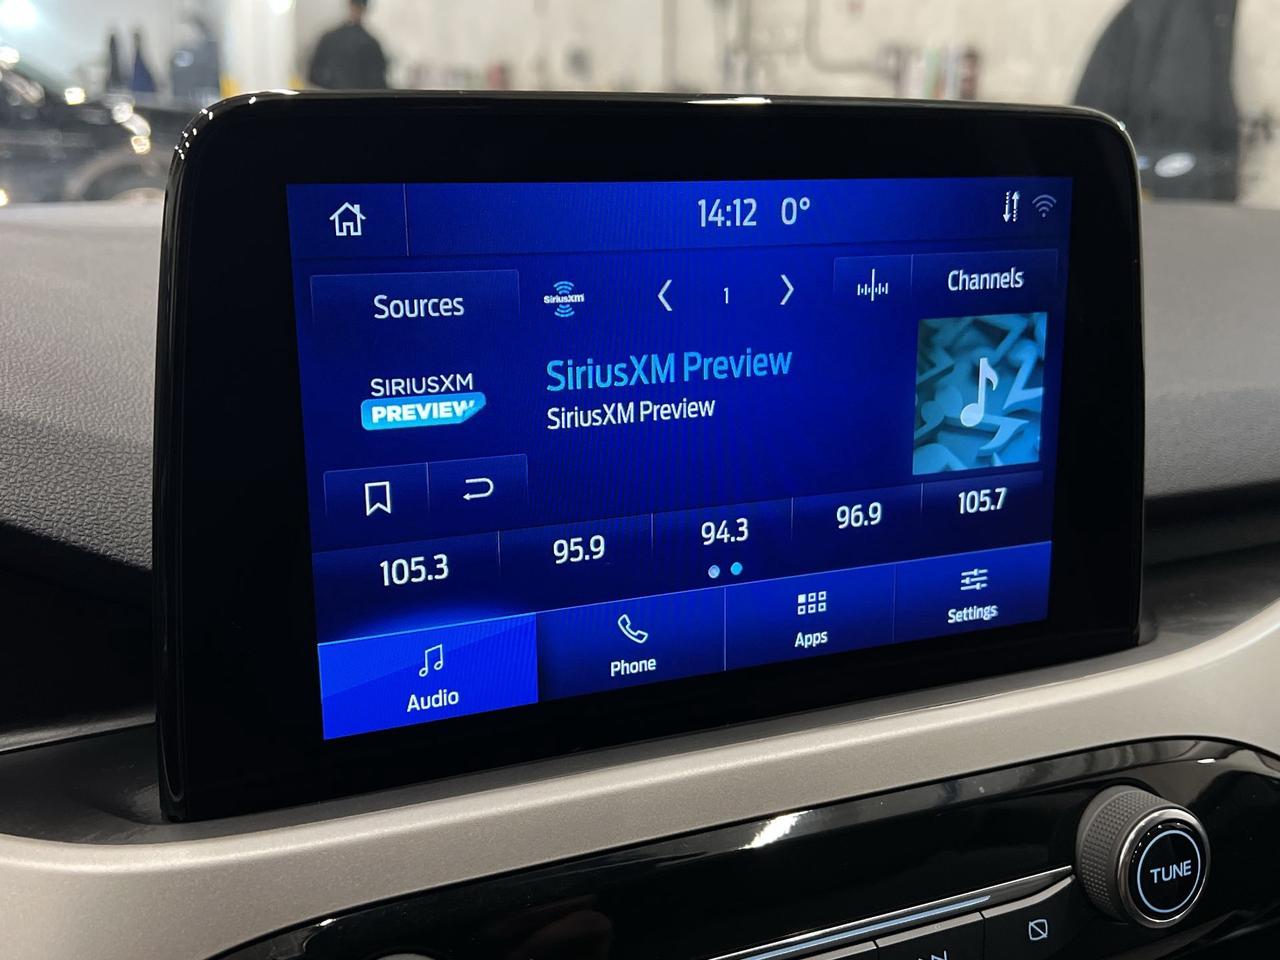 14:12 0°
Sources
SiriusXM
1
Channels
SIRIUSXM
PREVIEW
SiriusXM Preview
SiriusXM Preview
105.3
95.9
94.3
96.9
105.7
Audio
Phone
Apps
Settings
TUNE